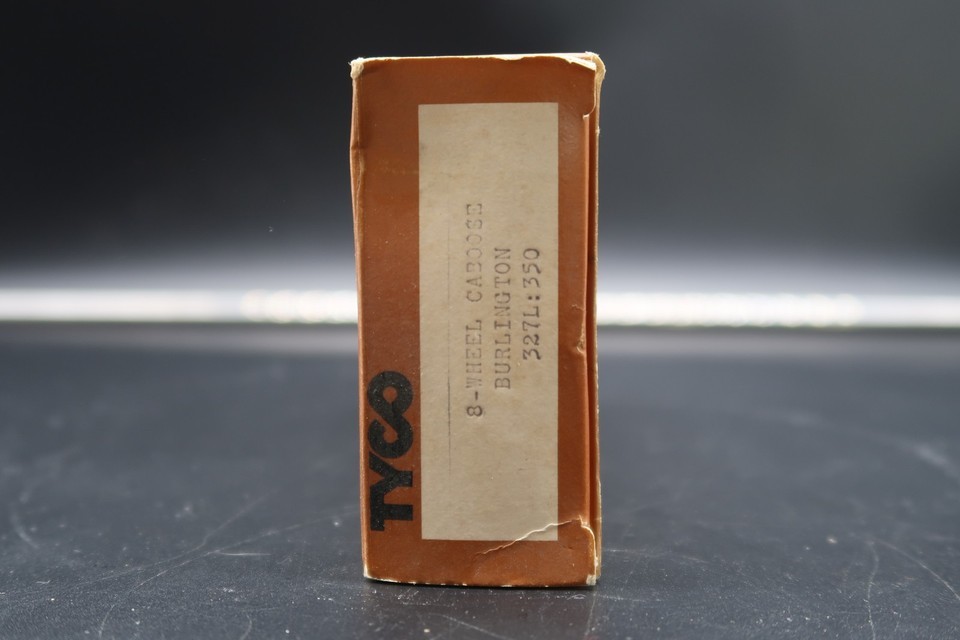 TYCO
8-WHEEL CABOOSE
BURLINGTON
327L:350